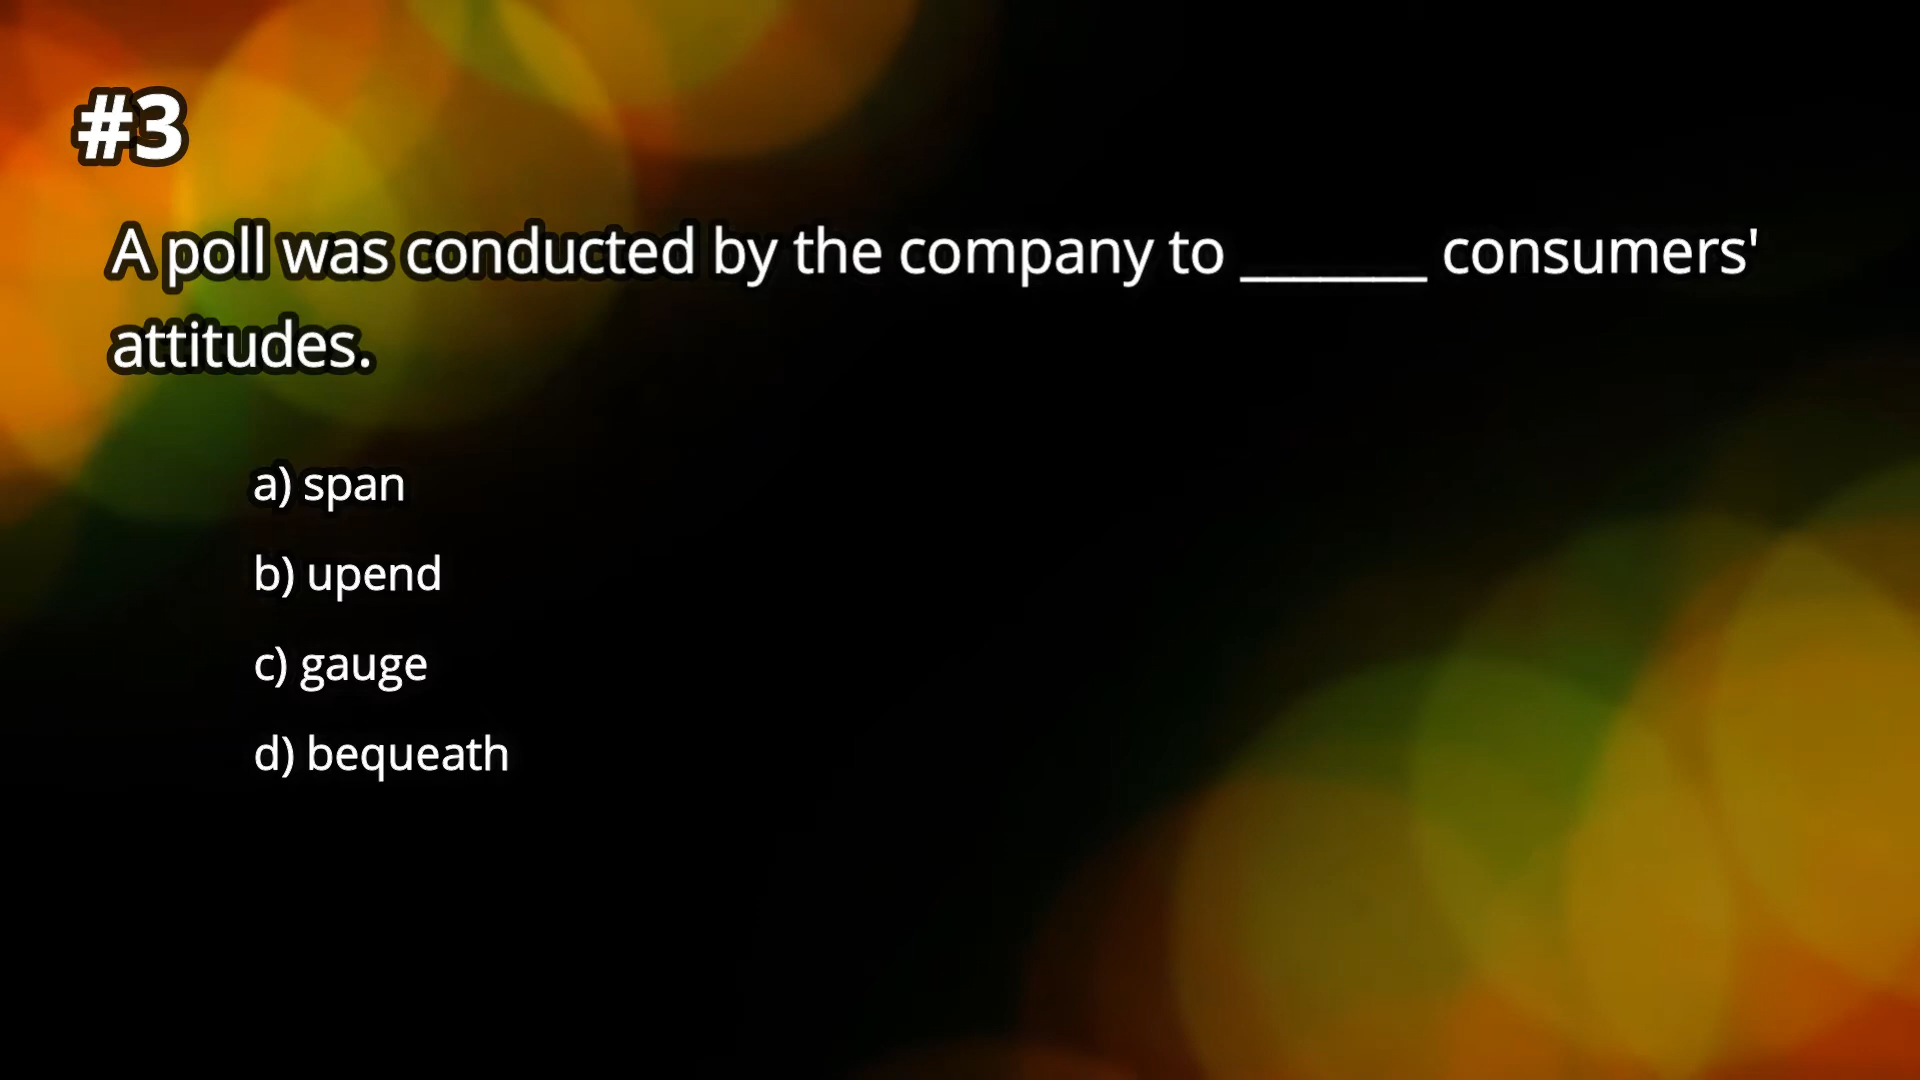 #3
A poll was conducted by the company to _______ consumers'
attitudes.
a) span
b) upend
c) gauge
d) bequeath